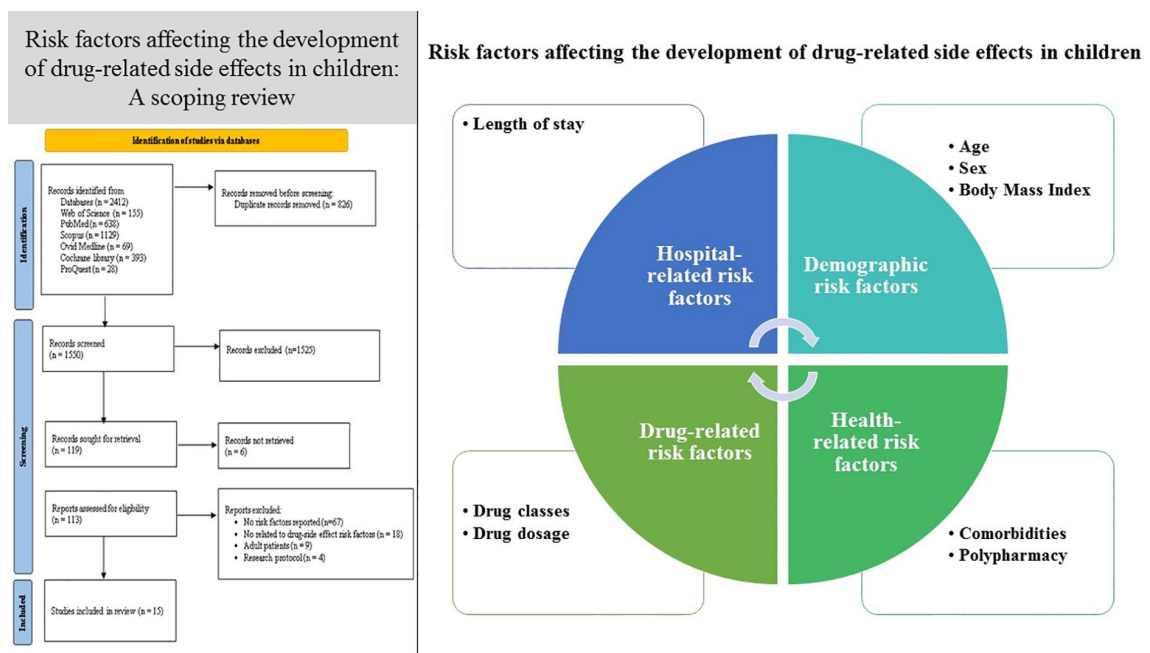 Risk factors affecting the development
of drug-related side effects in children:
A scoping review
Identification of studies via databases
Identification
Records identified from
Databases (n = 2412)
Web of Science (n = 155)
PubMed (n = 638)
Scopus (n = 1129)
Ovid Medline (n = 69)
Cochrane library (n = 393)
ProQuest (n = 28)
Records removed before screening:
Duplicate records removed (n = 826)
Screening
Records screened
(n = 1550)
Records excluded (n=1525)
Records sought for retrieval
(n = 119)
Records not retrieved
(n = 6)
Reports assessed for eligibility
(n = 113)
Reports excluded:
• No risk factors reported (n=67)
• No related to drug-side effect risk factors (n = 18)
• Adult patients (n = 9)
• Research protocol (n = 4)
Included
Studies included in review (n = 15)
Risk factors affecting the development of drug-related side effects in children
• Length of stay
Hospital-
related risk
factors
• Age
• Sex
• Body Mass Index
Demographic
risk factors
• Drug classes
• Drug dosage
Drug-related
risk factors
Health-
related risk
factors
• Comorbidities
• Polypharmacy